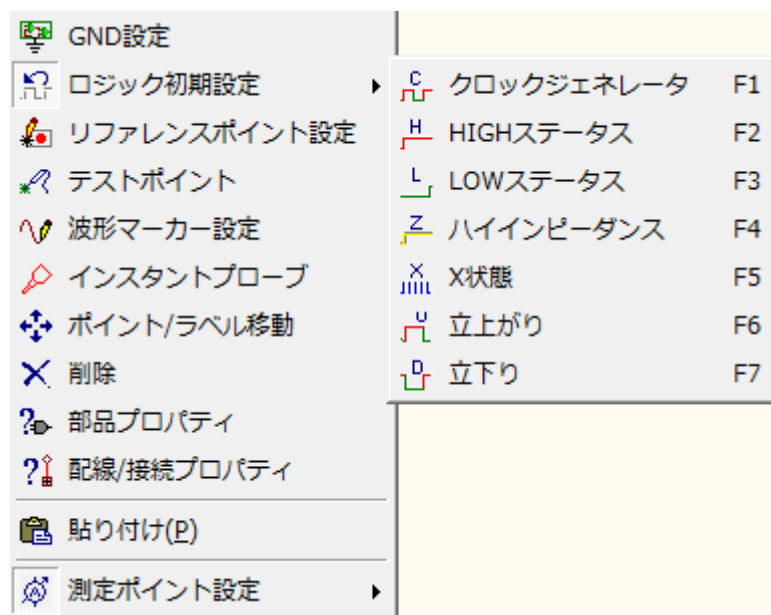 GND設定
ロジック初期設定
リファレンスポイント設定
テストポイント
波形マーカー設定
インスタントプローブ
ポイント/ラベル移動
削除
部品プロパティ
配線/接続プロパティ
貼り付け(P)
測定ポイント設定
C クロックジェネレータ F1
H HIGHステータス F2
L LOWステータス F3
Z ハイインピーダンス F4
X X状態 F5
U 立上がり F6
D 立下り F7